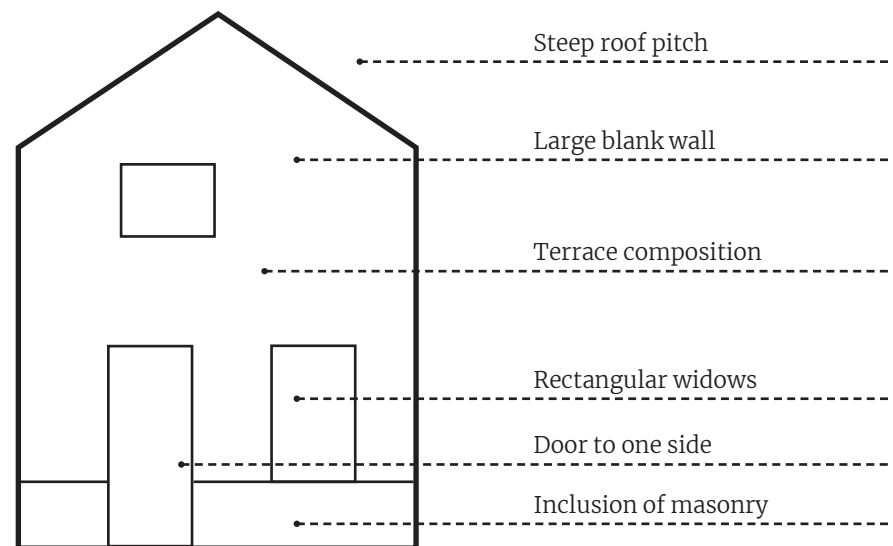 Steep roof pitch
Large blank wall
Terrace composition
Rectangular widows
Door to one side
Inclusion of masonry